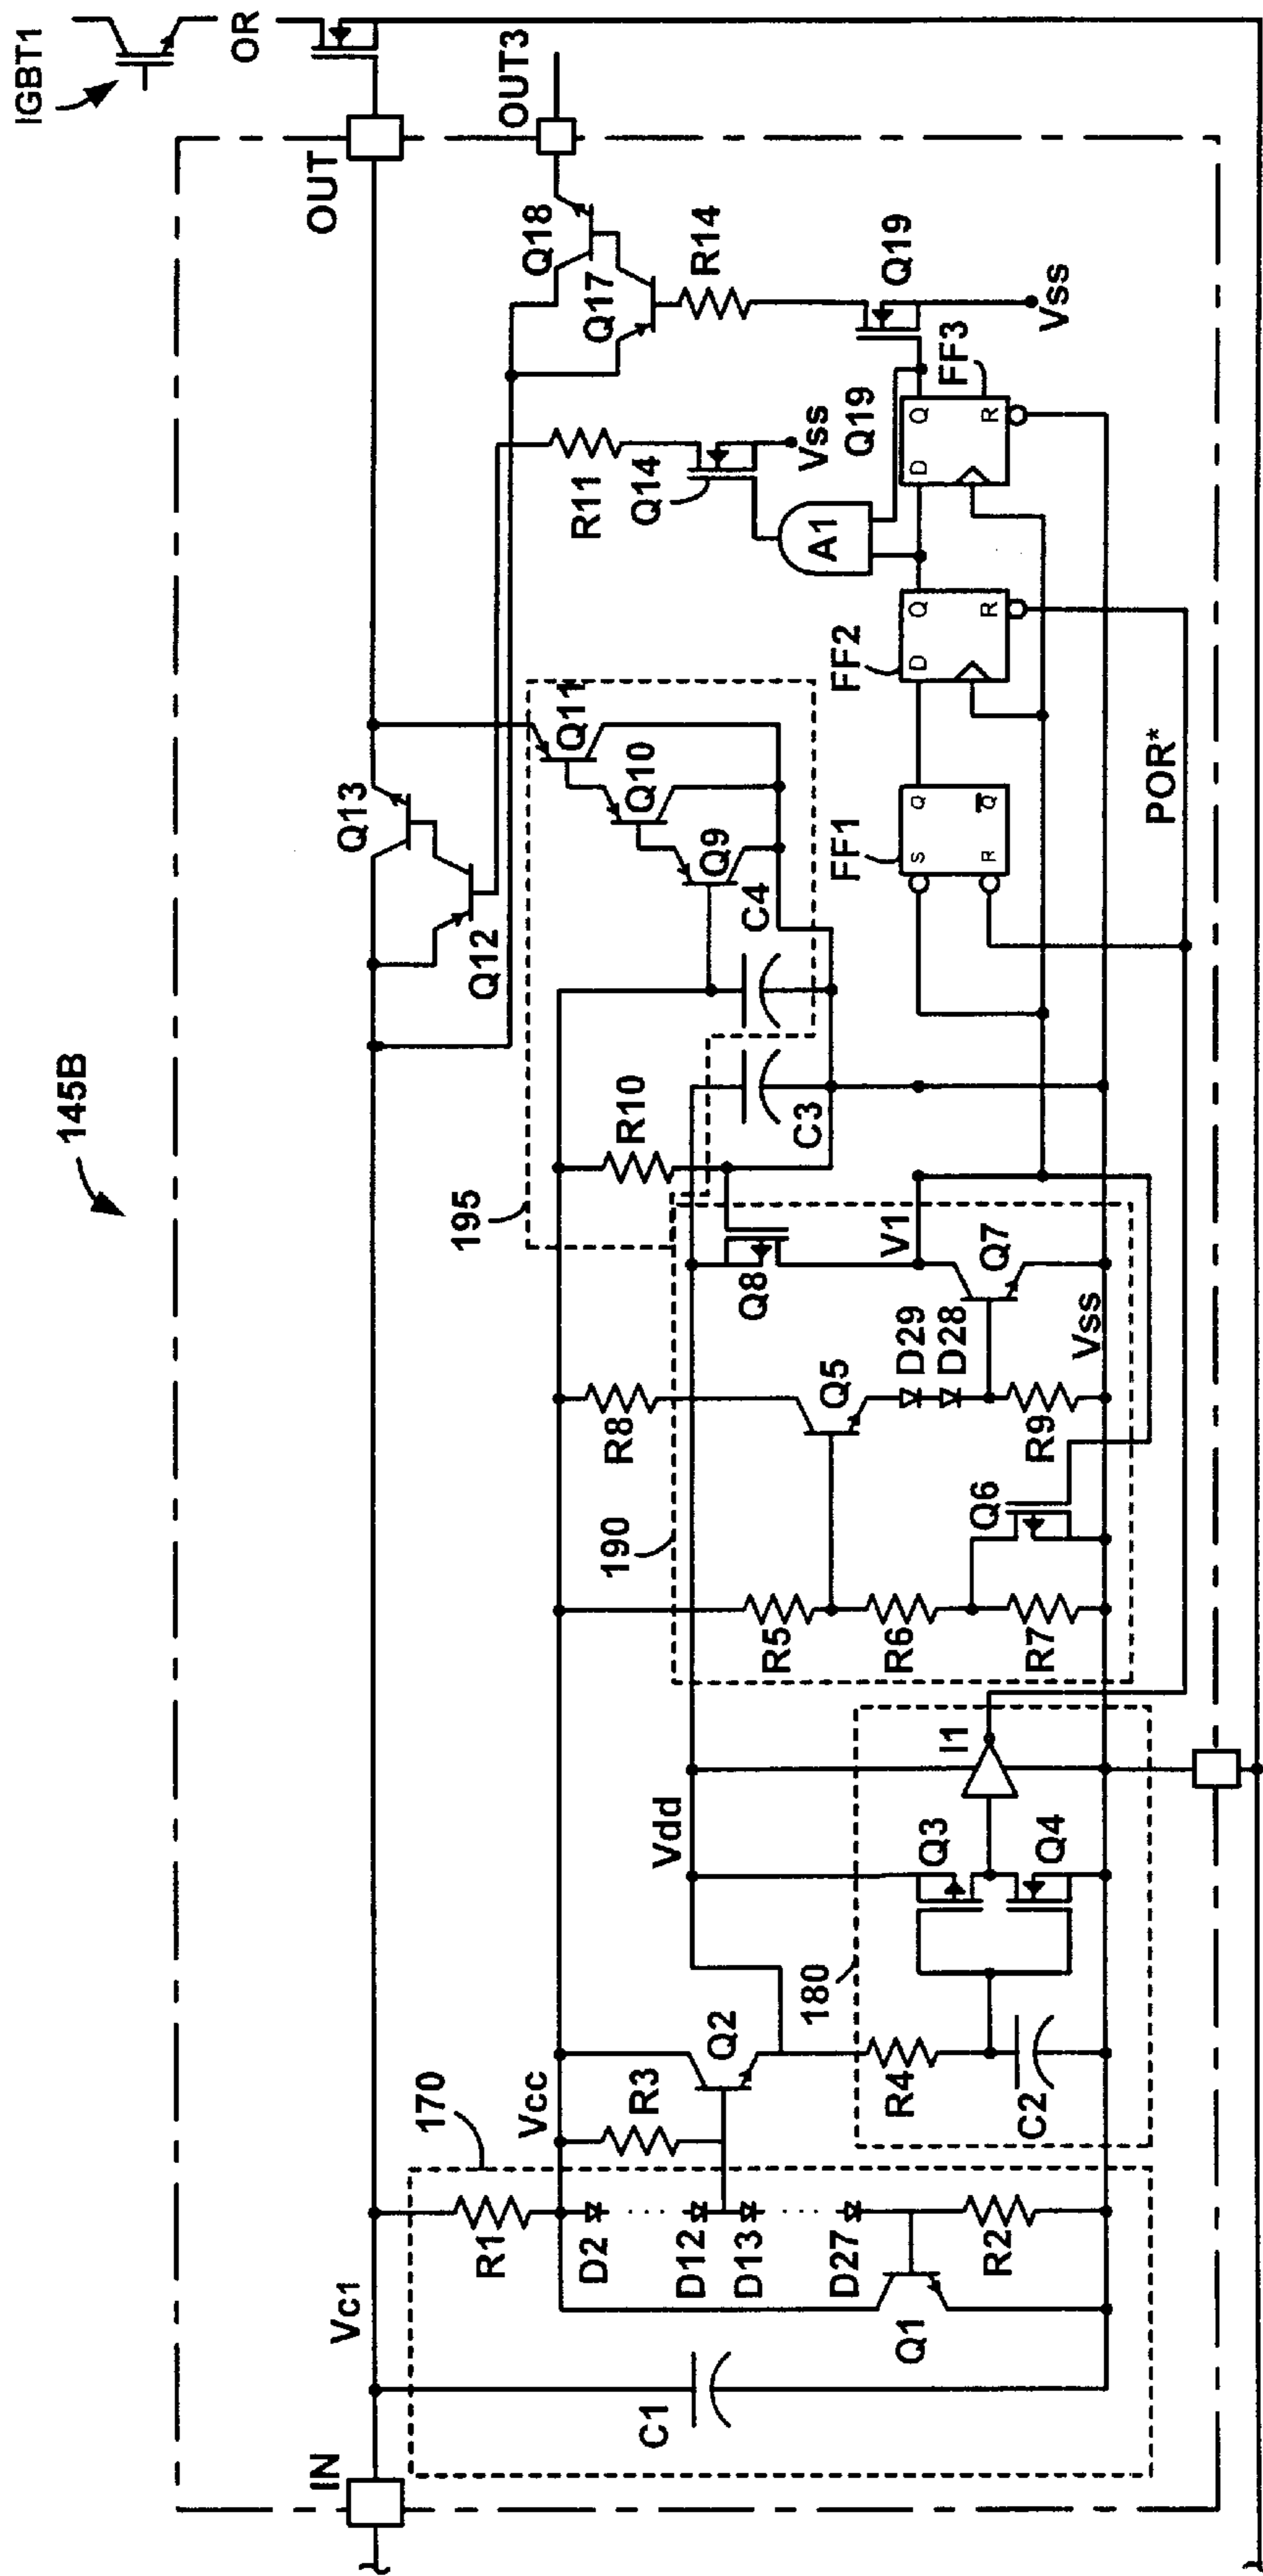 145B
IGBT1
OR
IN
OUT
OUT3
Vc1
170
R1
Vcc
D2
D12
D13
D27
R2
Q1
C1
R3
Q2
Vdd
180
R4
C2
Q3
Q4
I1
190
R5
R6
R7
Q6
R8
Q5
D29
D28
R9
Q7
Vss
V1
Q8
195
R10
C3
C4
Q9
Q10
Q11
Q12
Q13
FF1
S
Q
R
Q
FF2
D
Q
R
FF3
D
Q
R
POR*
A1
Q14
R11
Vss
Q19
Q17
Q18
R14
Q19
Vss